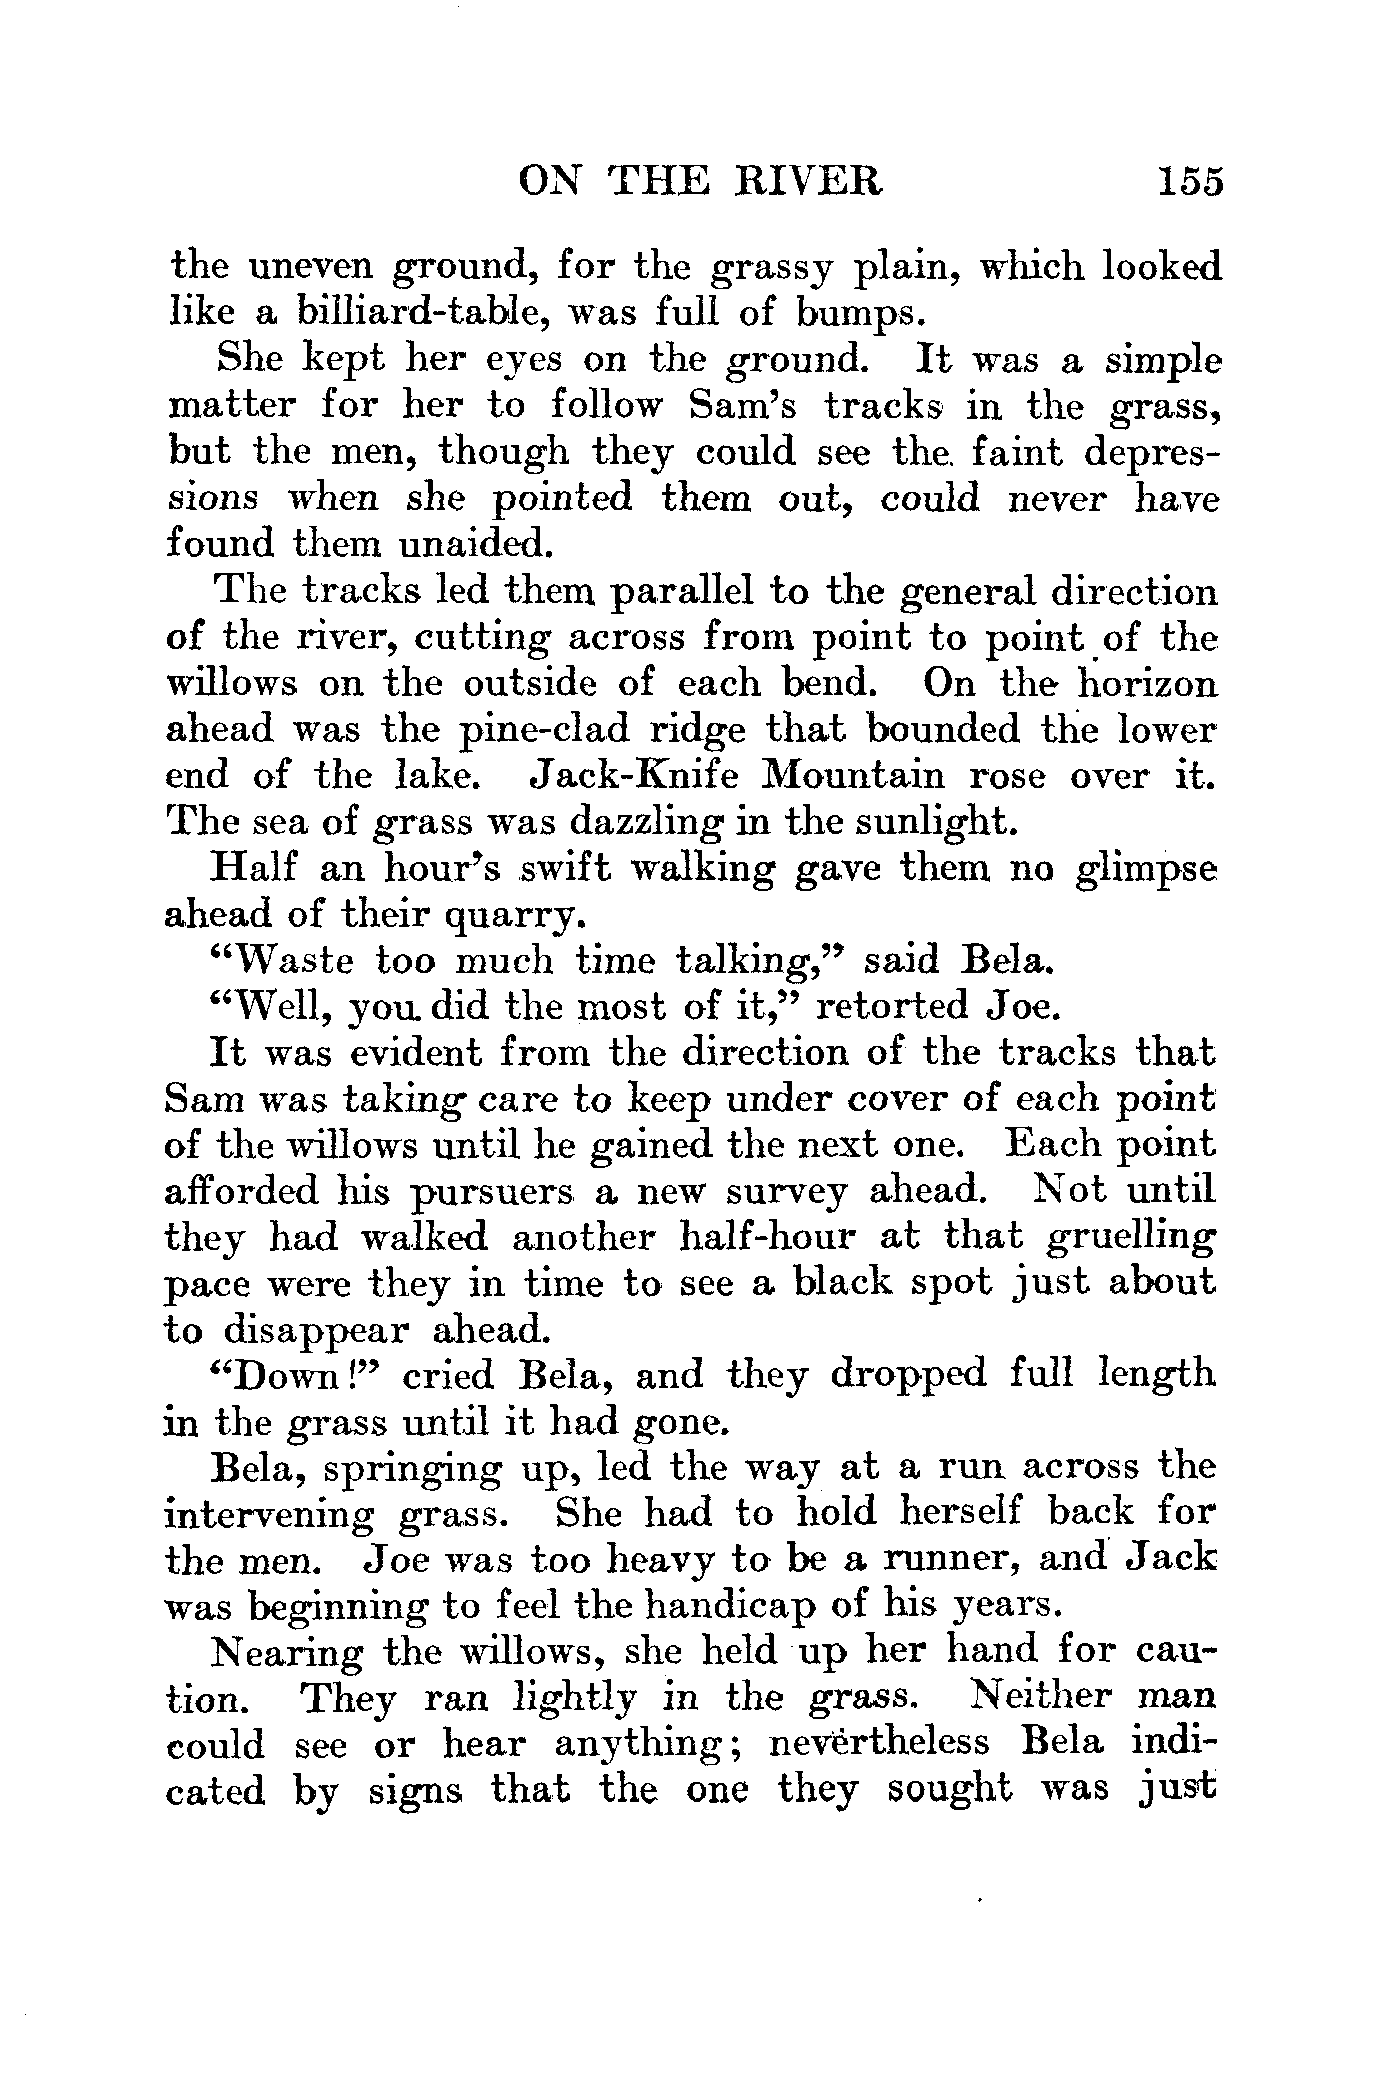 ON THE RIVER 155
the uneven ground, for the grassy plain, which looked
like a billiard-table, was full of bumps.
She kept her eyes on the ground. It was a simple
matter for her to follow Sam's tracks in the grass,
but the men, though they could see the faint depres-
sions when she pointed them out, could never have
found them unaided.
The tracks led them parallel to the general direction
of the river, cutting across from point to point of the
willows on the outside of each bend. On the horizon
ahead was the pine-clad ridge that bounded the lower
end of the lake. Jack-Knife Mountain rose over it.
The sea of grass was dazzling in the sunlight.
Half an hour's swift walking gave them no glimpse
ahead of their quarry.
“Waste too much time talking,” said Bela.
“Well, you did the most of it,” retorted Joe.
It was evident from the direction of the tracks that
Sam was taking care to keep under cover of each point
of the willows until he gained the next one. Each point
afforded his pursuers a new survey ahead. Not until
they had walked another half-hour at that gruelling
pace were they in time to see a black spot just about
to disappear ahead.
“Down!” cried Bela, and they dropped full length
in the grass until it had gone.
Bela, springing up, led the way at a run across the
intervening grass. She had to hold herself back for
the men. Joe was too heavy to be a runner, and Jack
was beginning to feel the handicap of his years.
Nearing the willows, she held up her hand for cau-
tion. They ran lightly in the grass. Neither man
could see or hear anything; nevertheless Bela indi-
cated by signs that the one they sought was just